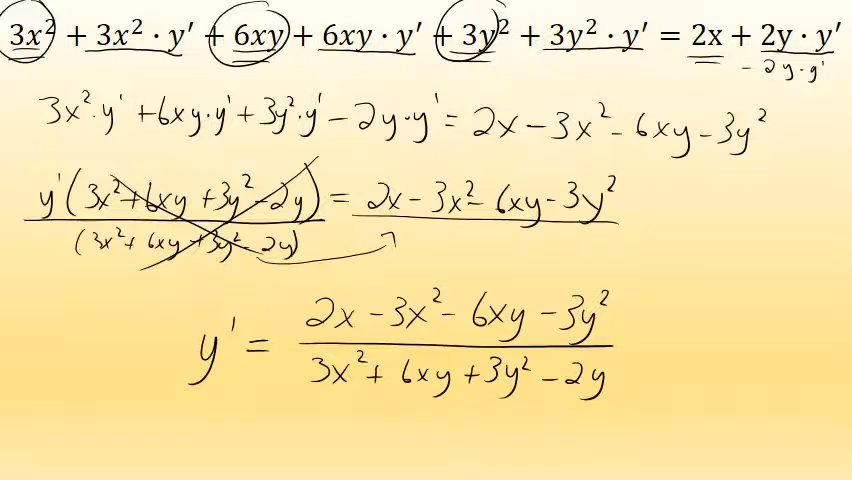 3x² + 3x² · y′ + 6xy + 6xy · y′ + 3y² + 3y² · y′ = 2x + 2y · y′
− 2y · y'
3x² · y' + 6xy · y' + 3y² · y' − 2y · y' = 2x − 3x² − 6xy − 3y²
y'(3x² + 6xy + 3y² − 2y) = 2x − 3x² − 6xy − 3y²
(3x² + 6xy + 3y² − 2y)
2x − 3x² − 6xy − 3y²
y' =
3x² + 6xy + 3y² − 2y